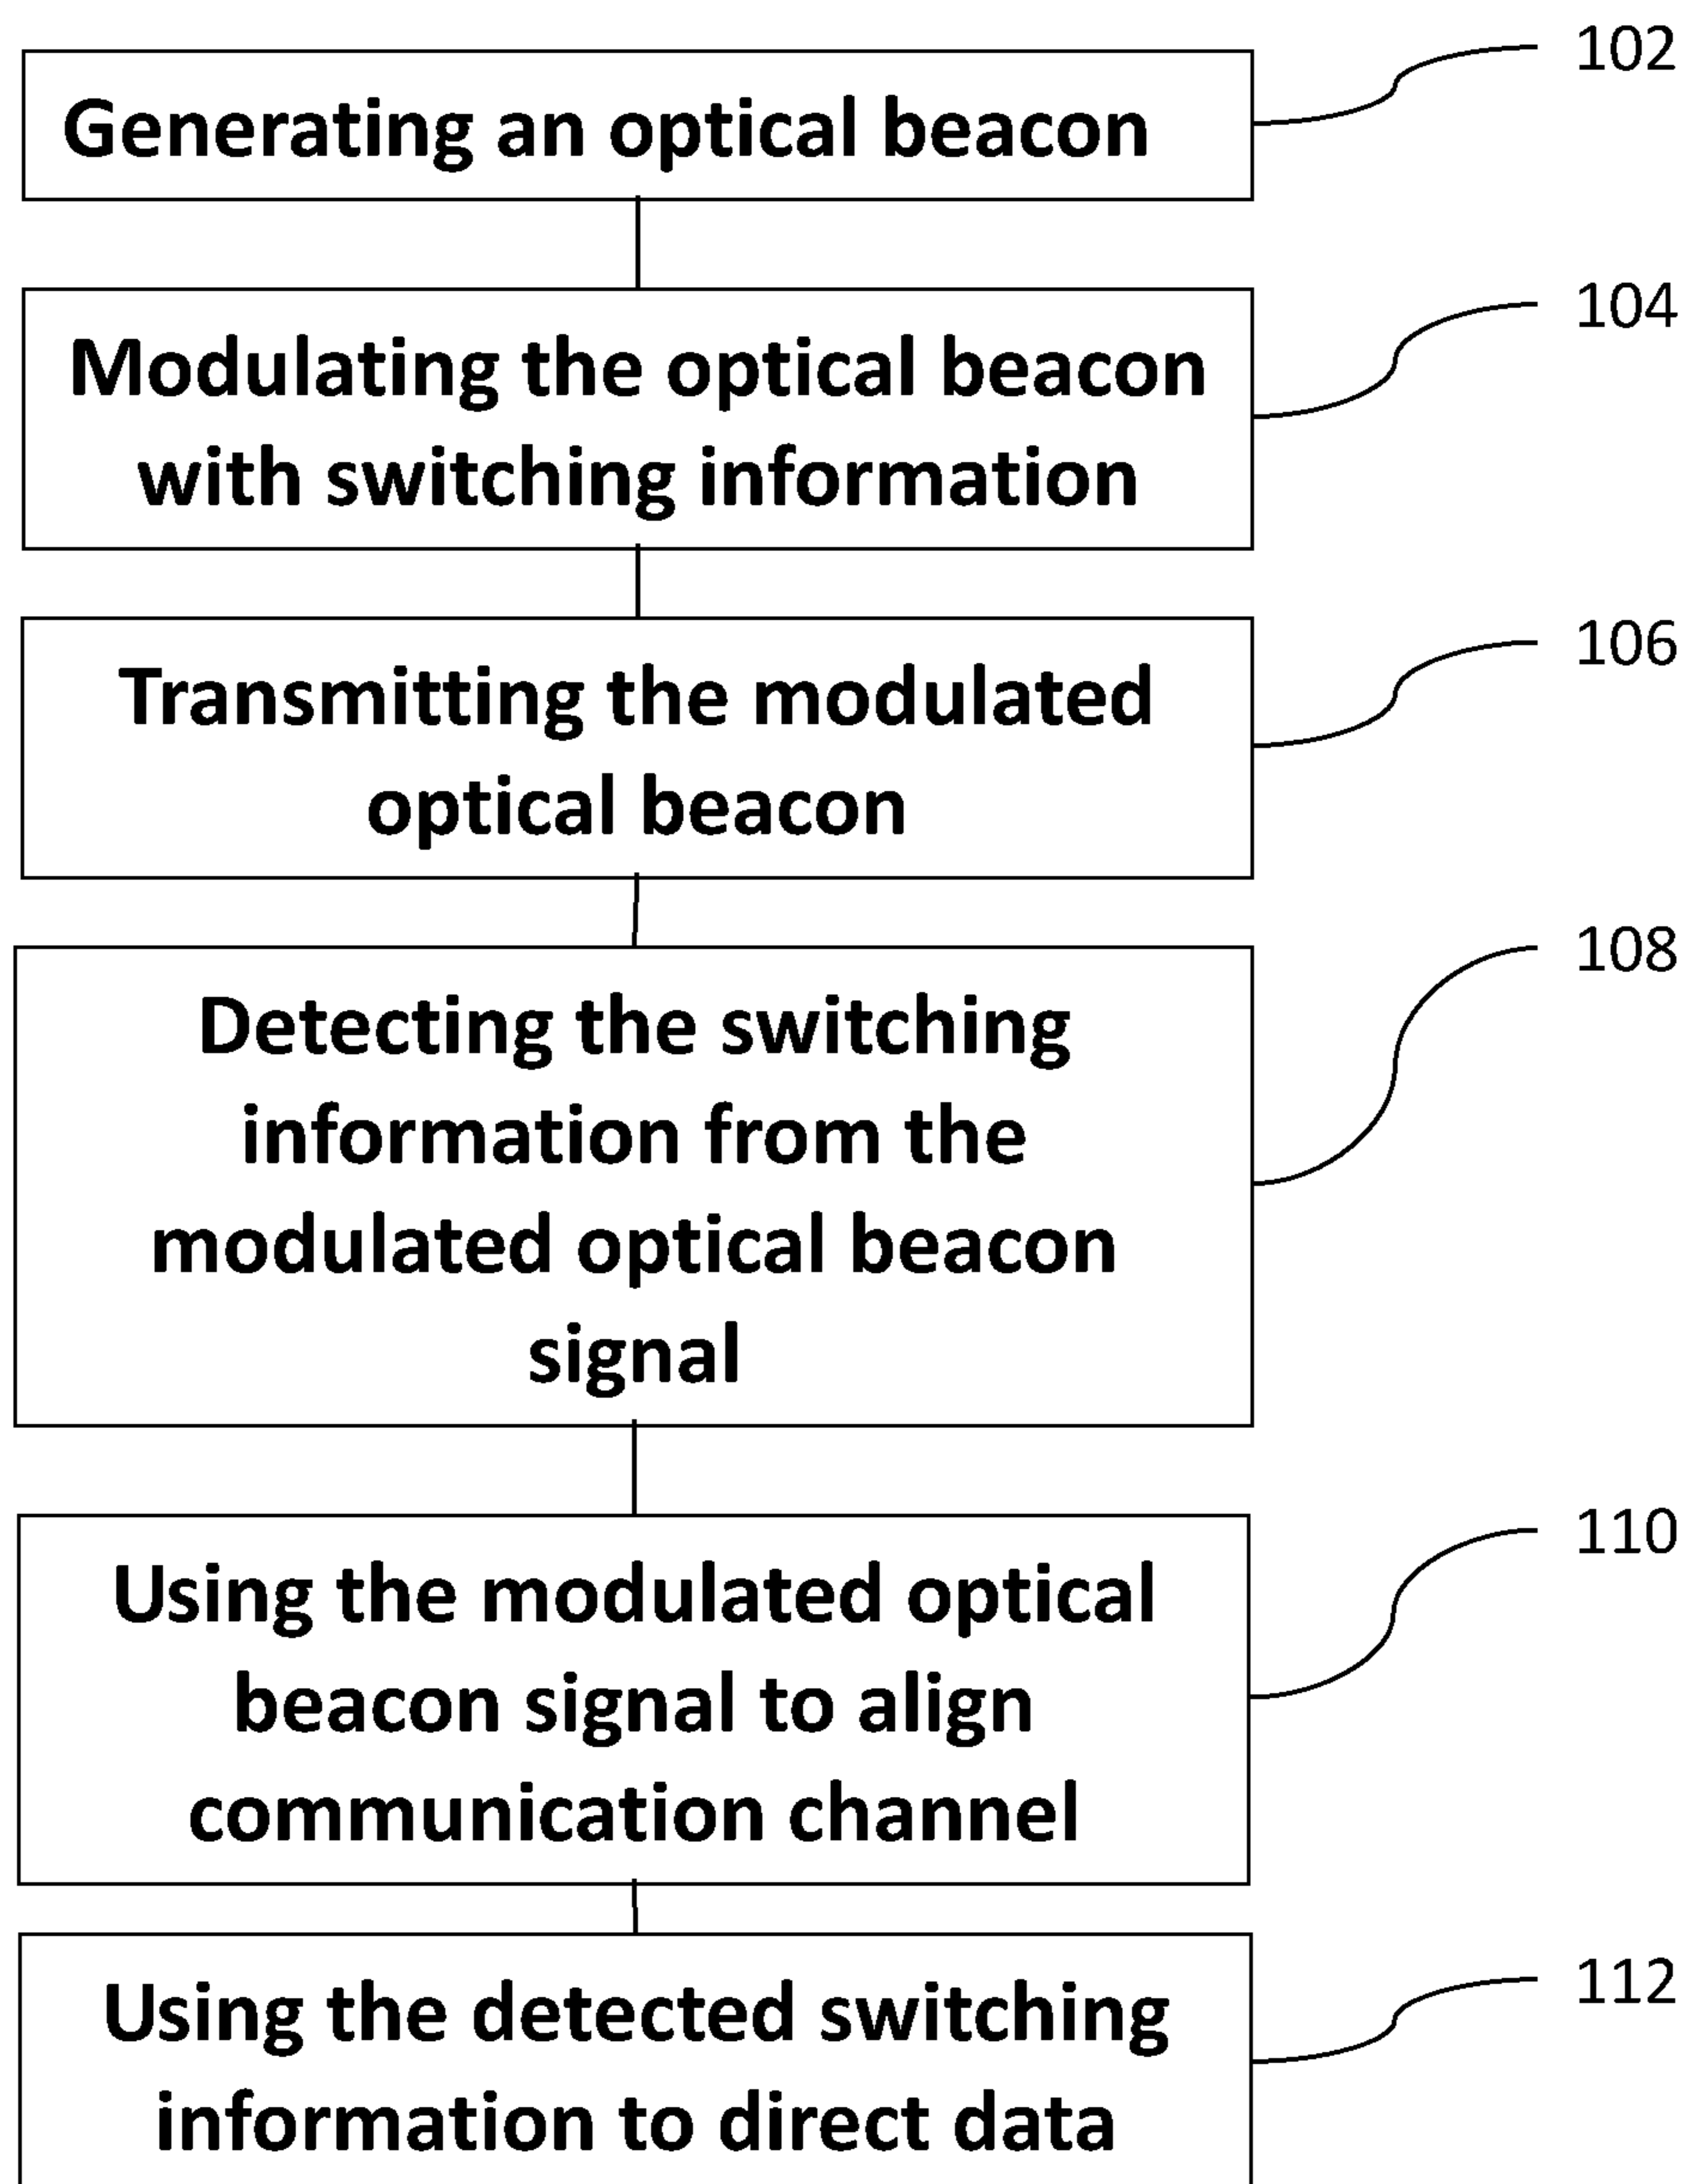 102
Generating an optical beacon
104
Modulating the optical beacon
with switching information
106
Transmitting the modulated
optical beacon
108
Detecting the switching
information from the
modulated optical beacon
signal
110
Using the modulated optical
beacon signal to align
communication channel
112
Using the detected switching
information to direct data